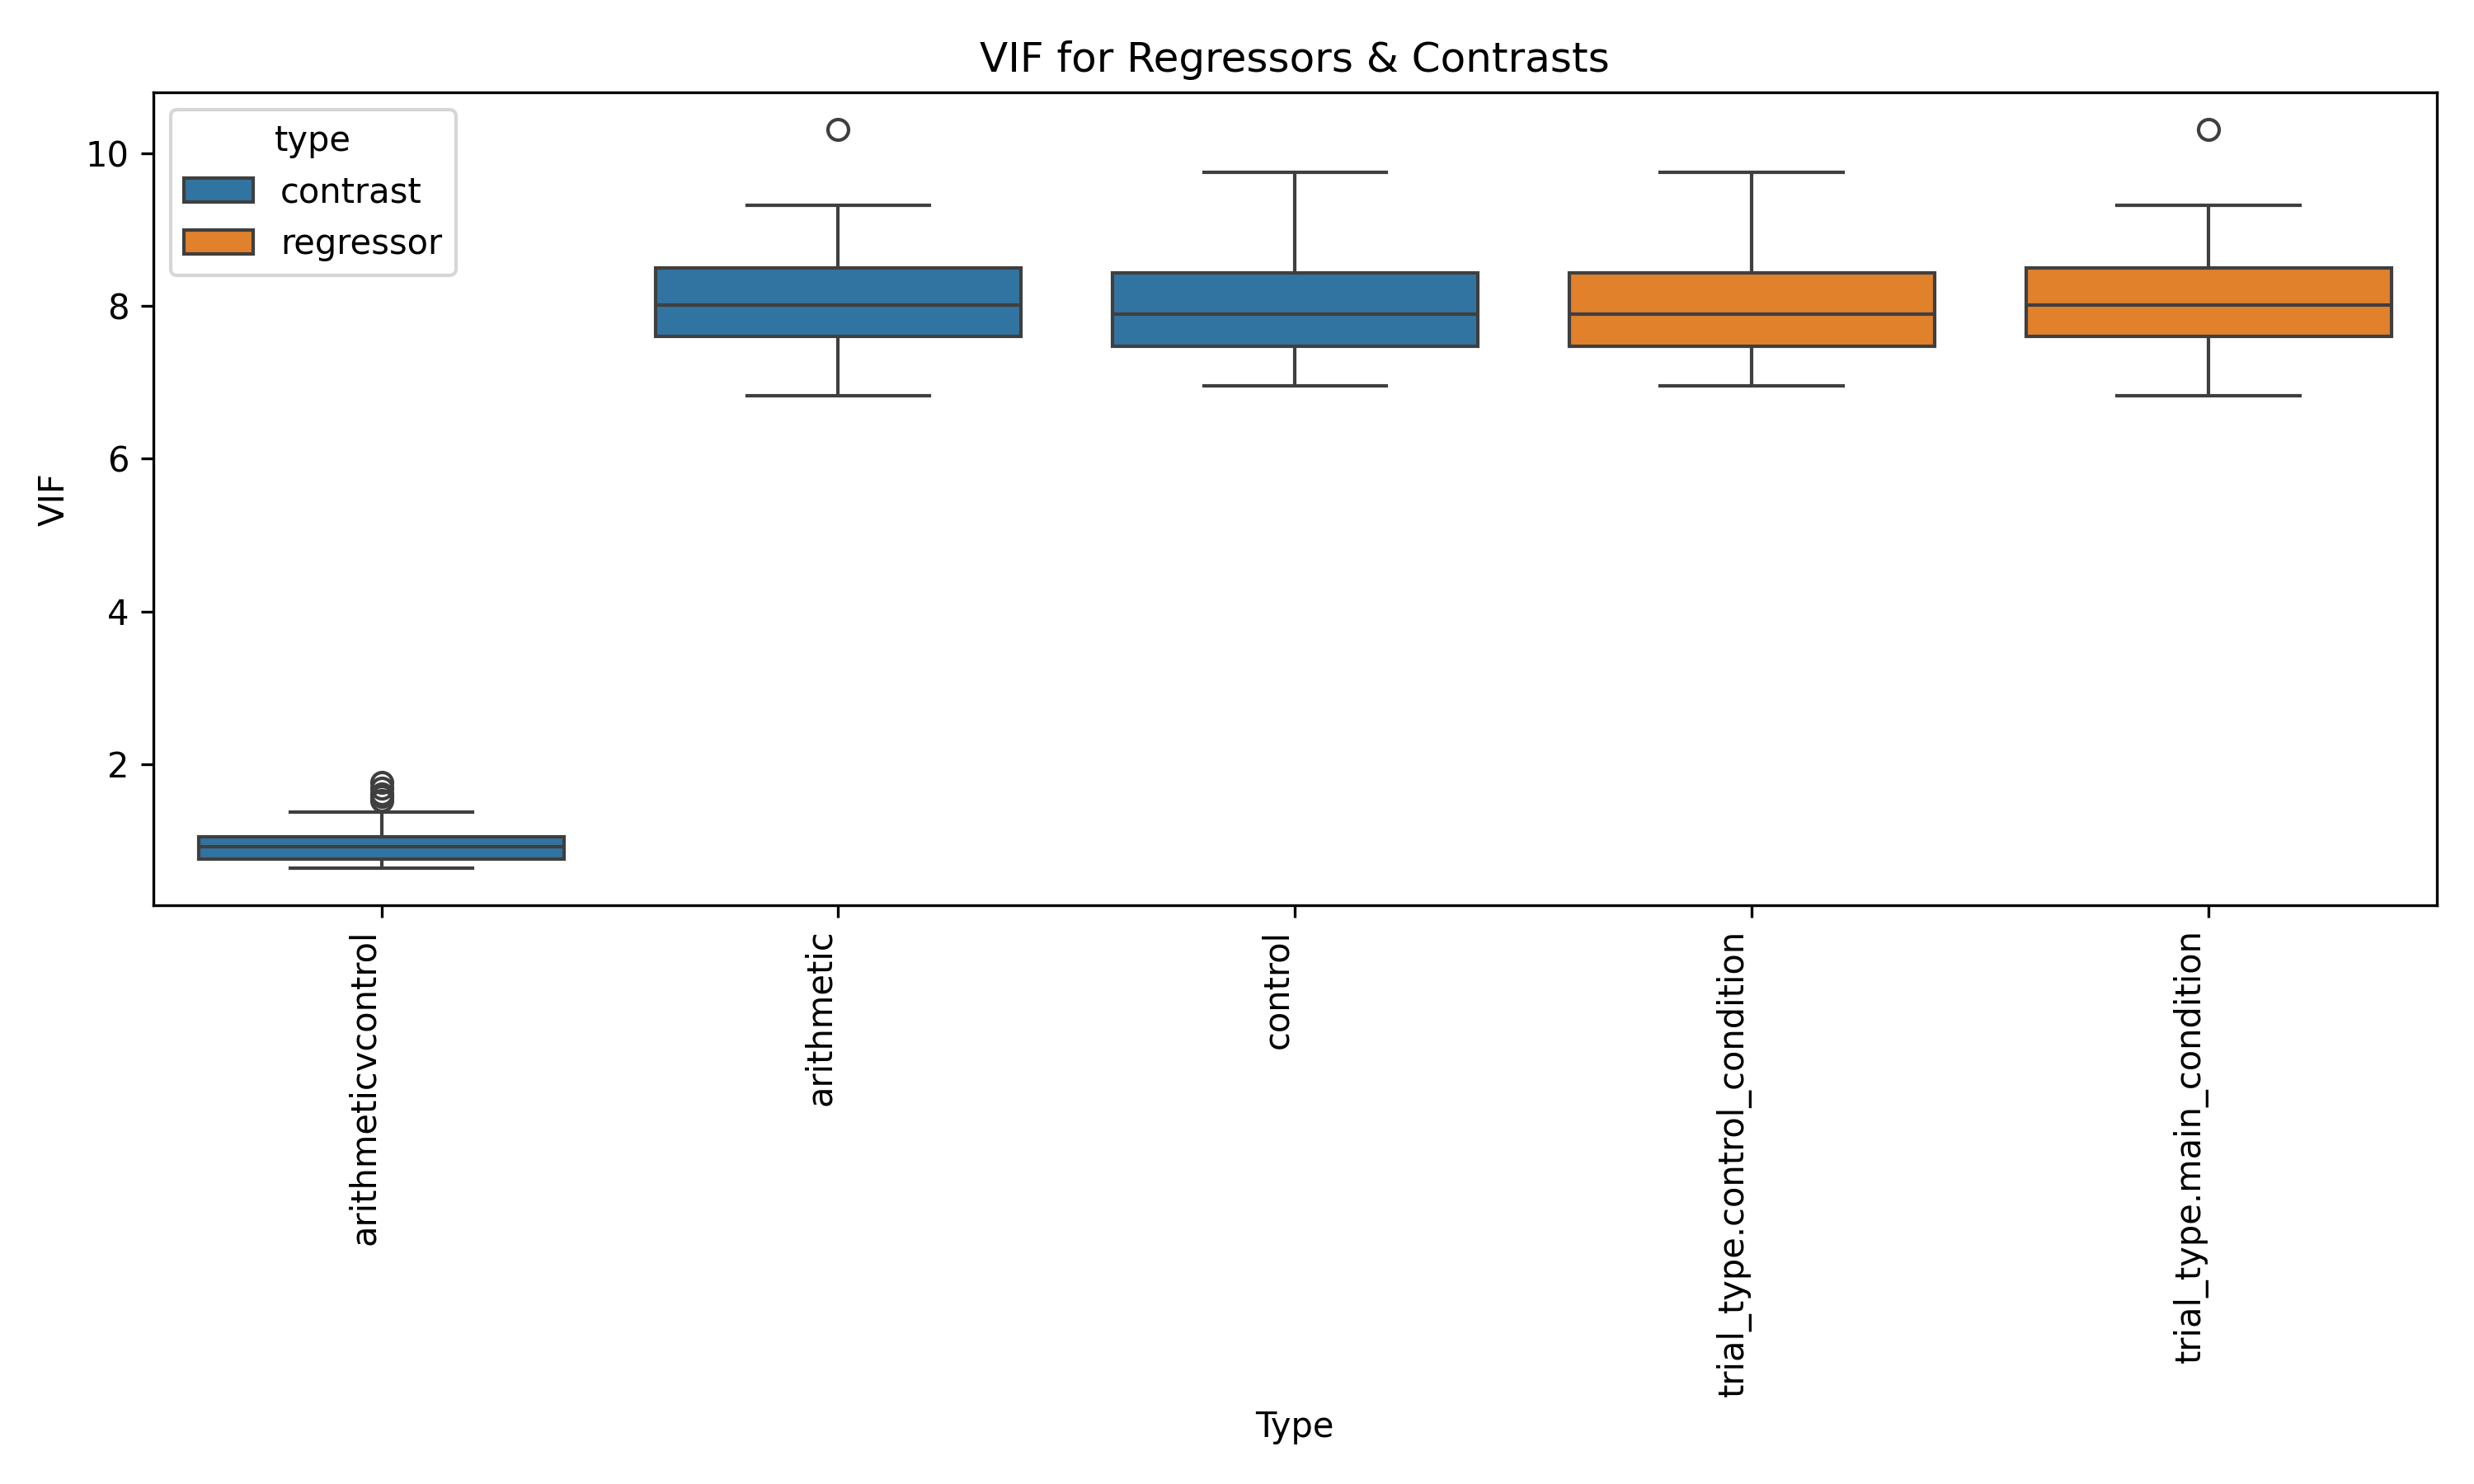 VIF for Regressors & Contrasts
type
contrast
regressor
10
8
6
4
2
VIF
arithmeticvcontrol
arithmetic
control
trial_type.control_condition
trial_type.main_condition
Type